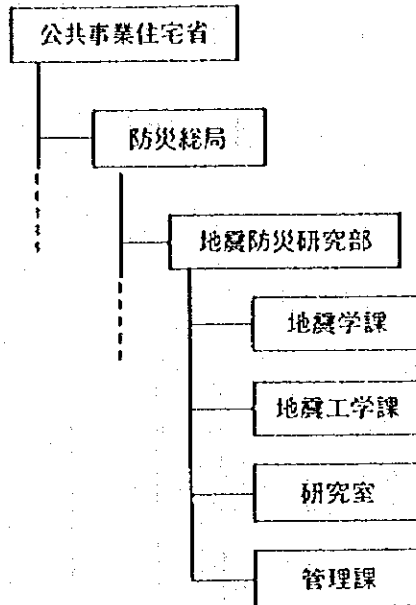 公共事業住宅省
防災総局
地震防災研究部
地震学課
地震工学課
研究室
管理課